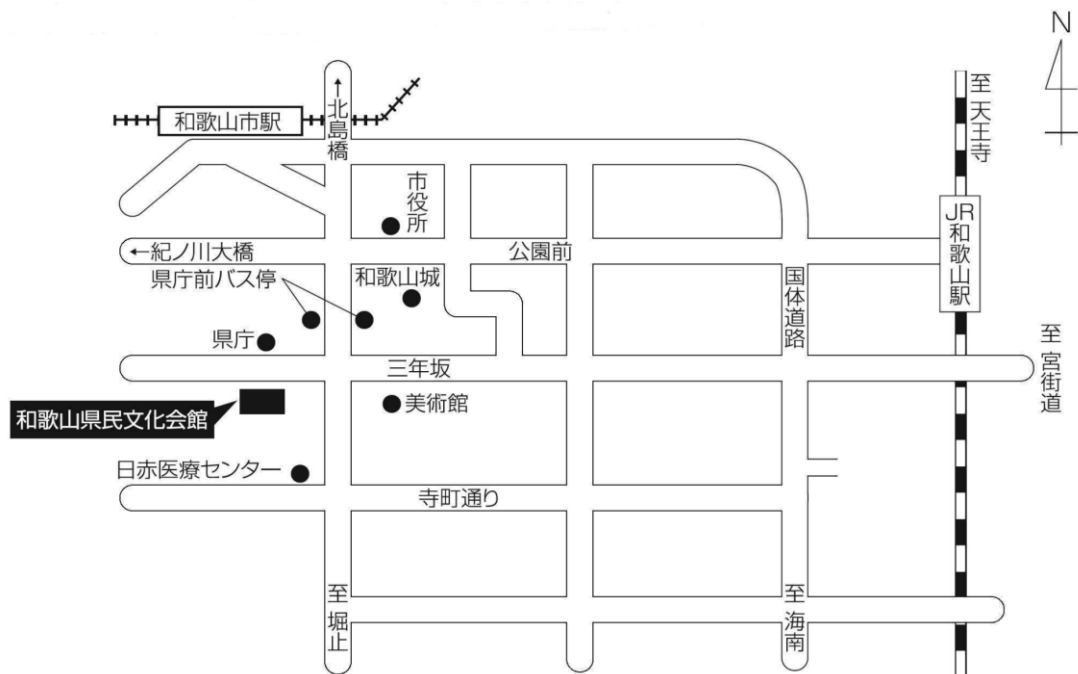 N
和歌山市駅
↑北島橋
至 天王寺
市役所
JR和歌山駅
←紀ノ川大橋
公園前
県庁前バス停
和歌山城
国体道路
県庁
至 宮街道
三年坂
和歌山県民文化会館
美術館
日赤医療センター
寺町通り
至 堀止
至 海南